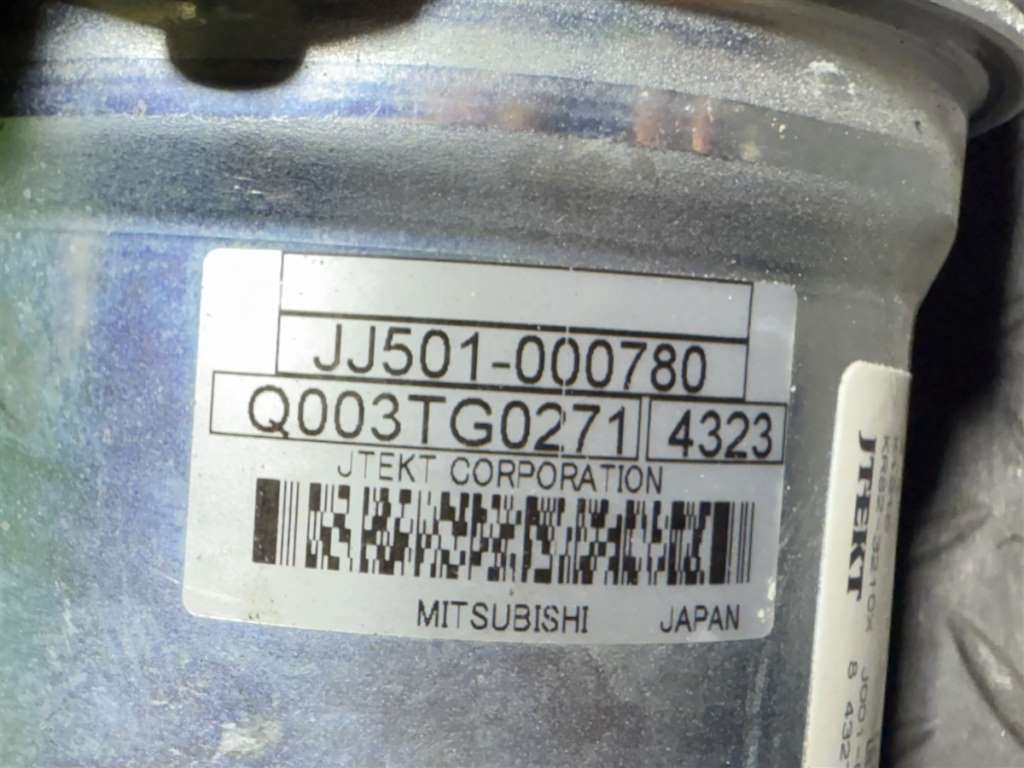 JJ501-000780
Q003TG0271 4323
JTEKT CORPORATION
MITSUBISHI JAPAN
JTEKT